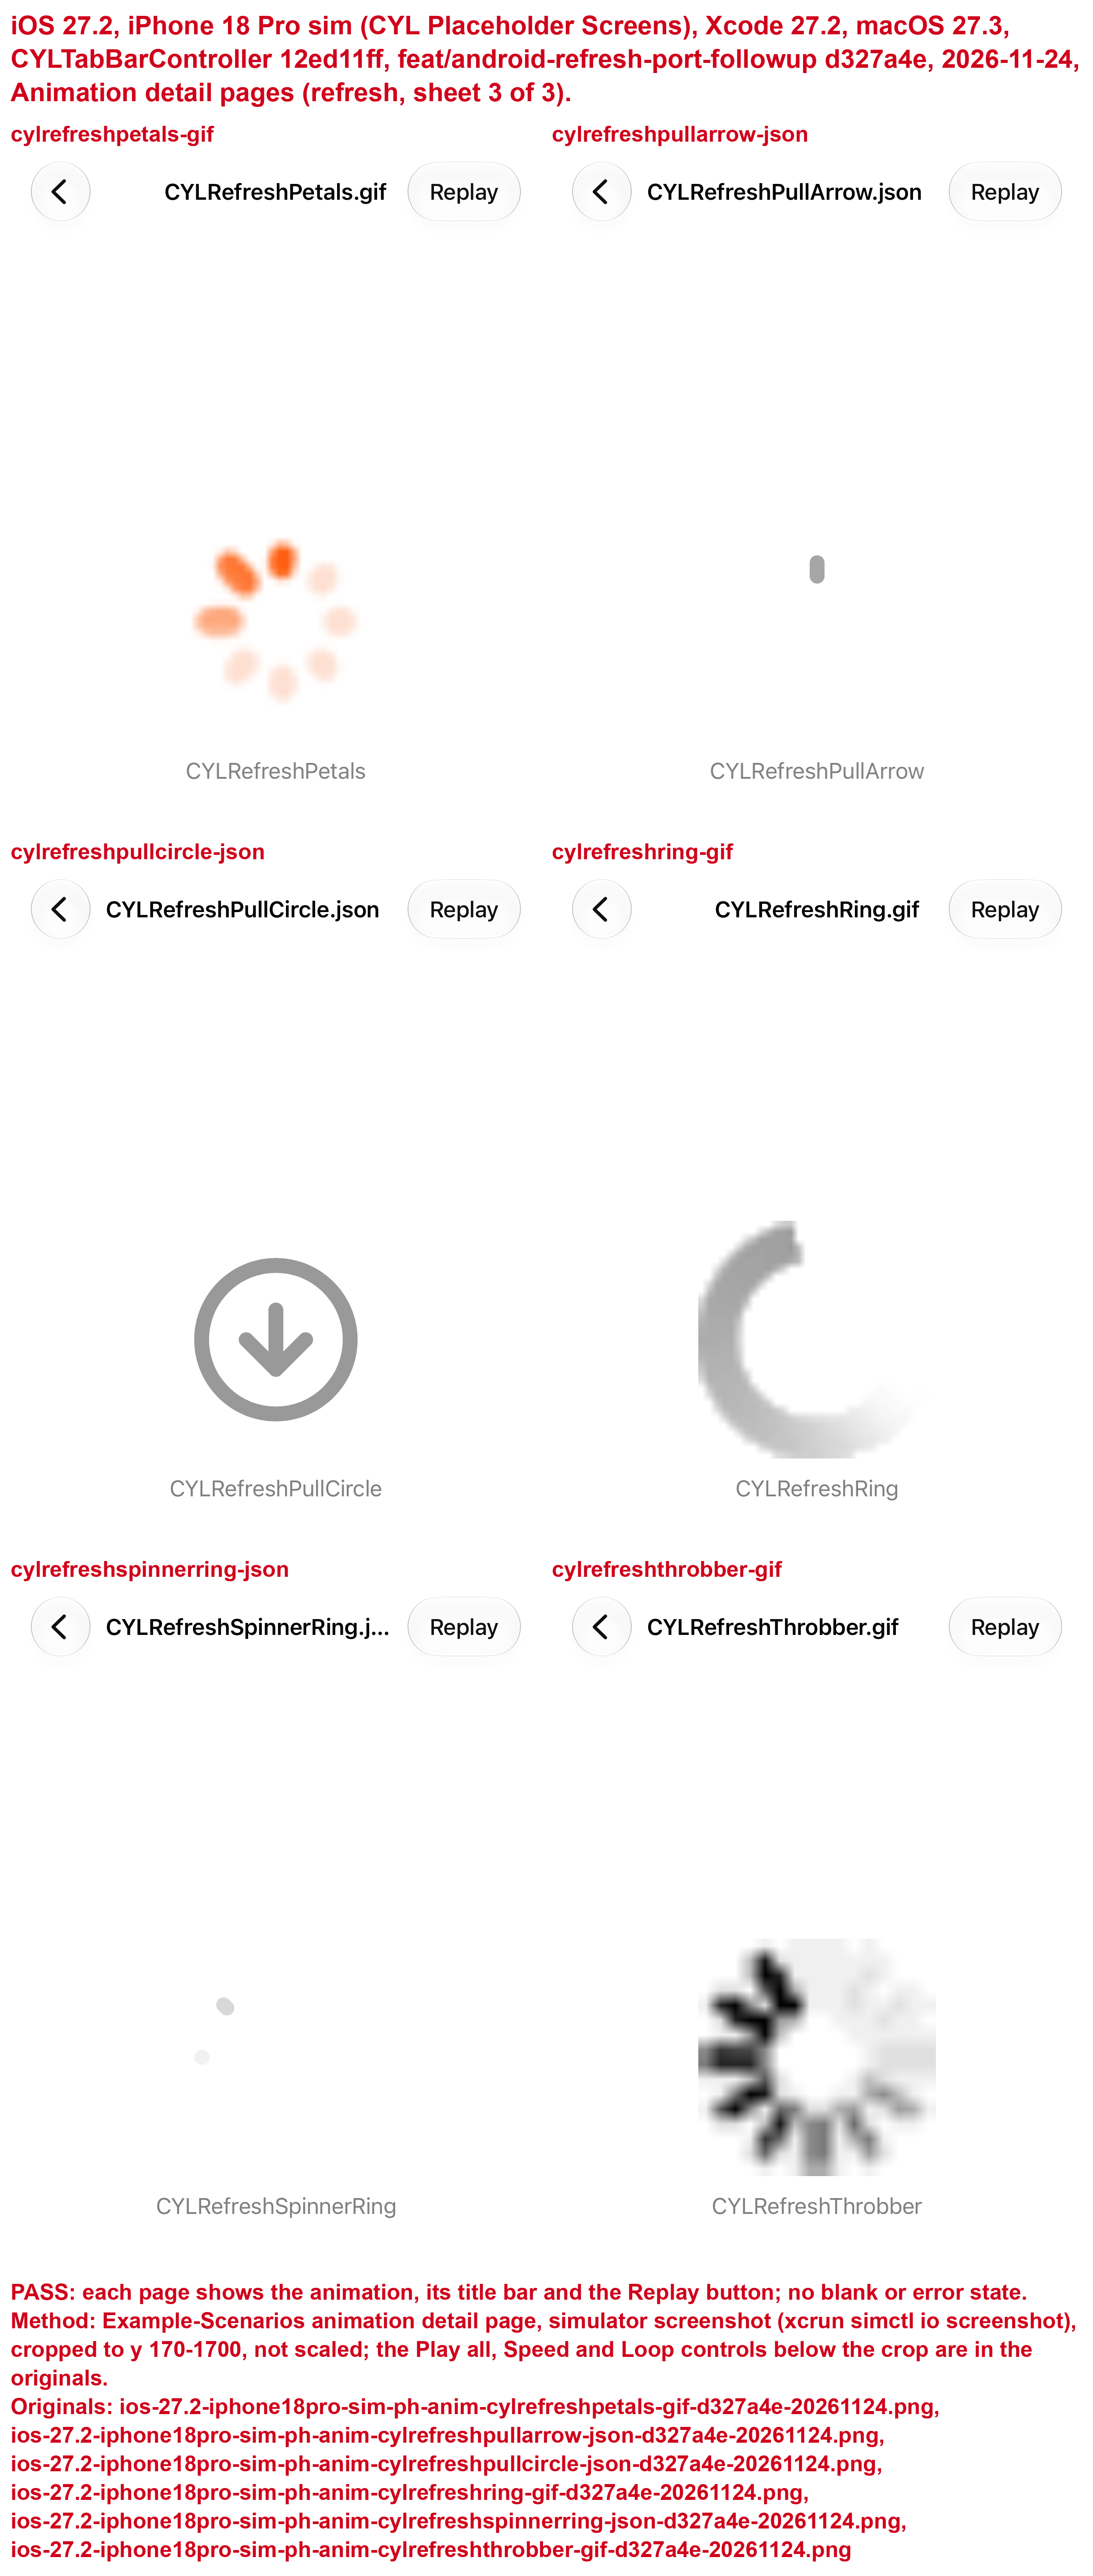 iOS 27.2, iPhone 18 Pro sim (CYL Placeholder Screens), Xcode 27.2, macOS 27.3,
CYLTabBarController 12ed11ff, feat/android-refresh-port-followup d327a4e, 2026-11-24,
Animation detail pages (refresh, sheet 3 of 3).
cylrefreshpetals-gif
CYLRefreshPetals.gif
Replay
CYLRefreshPetals
cylrefreshpullarrow-json
CYLRefreshPullArrow.json
Replay
CYLRefreshPullArrow
cylrefreshpullcircle-json
CYLRefreshPullCircle.json
Replay
CYLRefreshPullCircle
cylrefreshring-gif
CYLRefreshRing.gif
Replay
CYLRefreshRing
cylrefreshspinnerring-json
CYLRefreshSpinnerRing.j...
Replay
CYLRefreshSpinnerRing
cylrefreshthrobber-gif
CYLRefreshThrobber.gif
Replay
CYLRefreshThrobber
PASS: each page shows the animation, its title bar and the Replay button; no blank or error state.
Method: Example-Scenarios animation detail page, simulator screenshot (xcrun simctl io screenshot),
cropped to y 170-1700, not scaled; the Play all, Speed and Loop controls below the crop are in the
originals.
Originals: ios-27.2-iphone18pro-sim-ph-anim-cylrefreshpetals-gif-d327a4e-20261124.png,
ios-27.2-iphone18pro-sim-ph-anim-cylrefreshpullarrow-json-d327a4e-20261124.png,
ios-27.2-iphone18pro-sim-ph-anim-cylrefreshpullcircle-json-d327a4e-20261124.png,
ios-27.2-iphone18pro-sim-ph-anim-cylrefreshring-gif-d327a4e-20261124.png,
ios-27.2-iphone18pro-sim-ph-anim-cylrefreshspinnerring-json-d327a4e-20261124.png,
ios-27.2-iphone18pro-sim-ph-anim-cylrefreshthrobber-gif-d327a4e-20261124.png